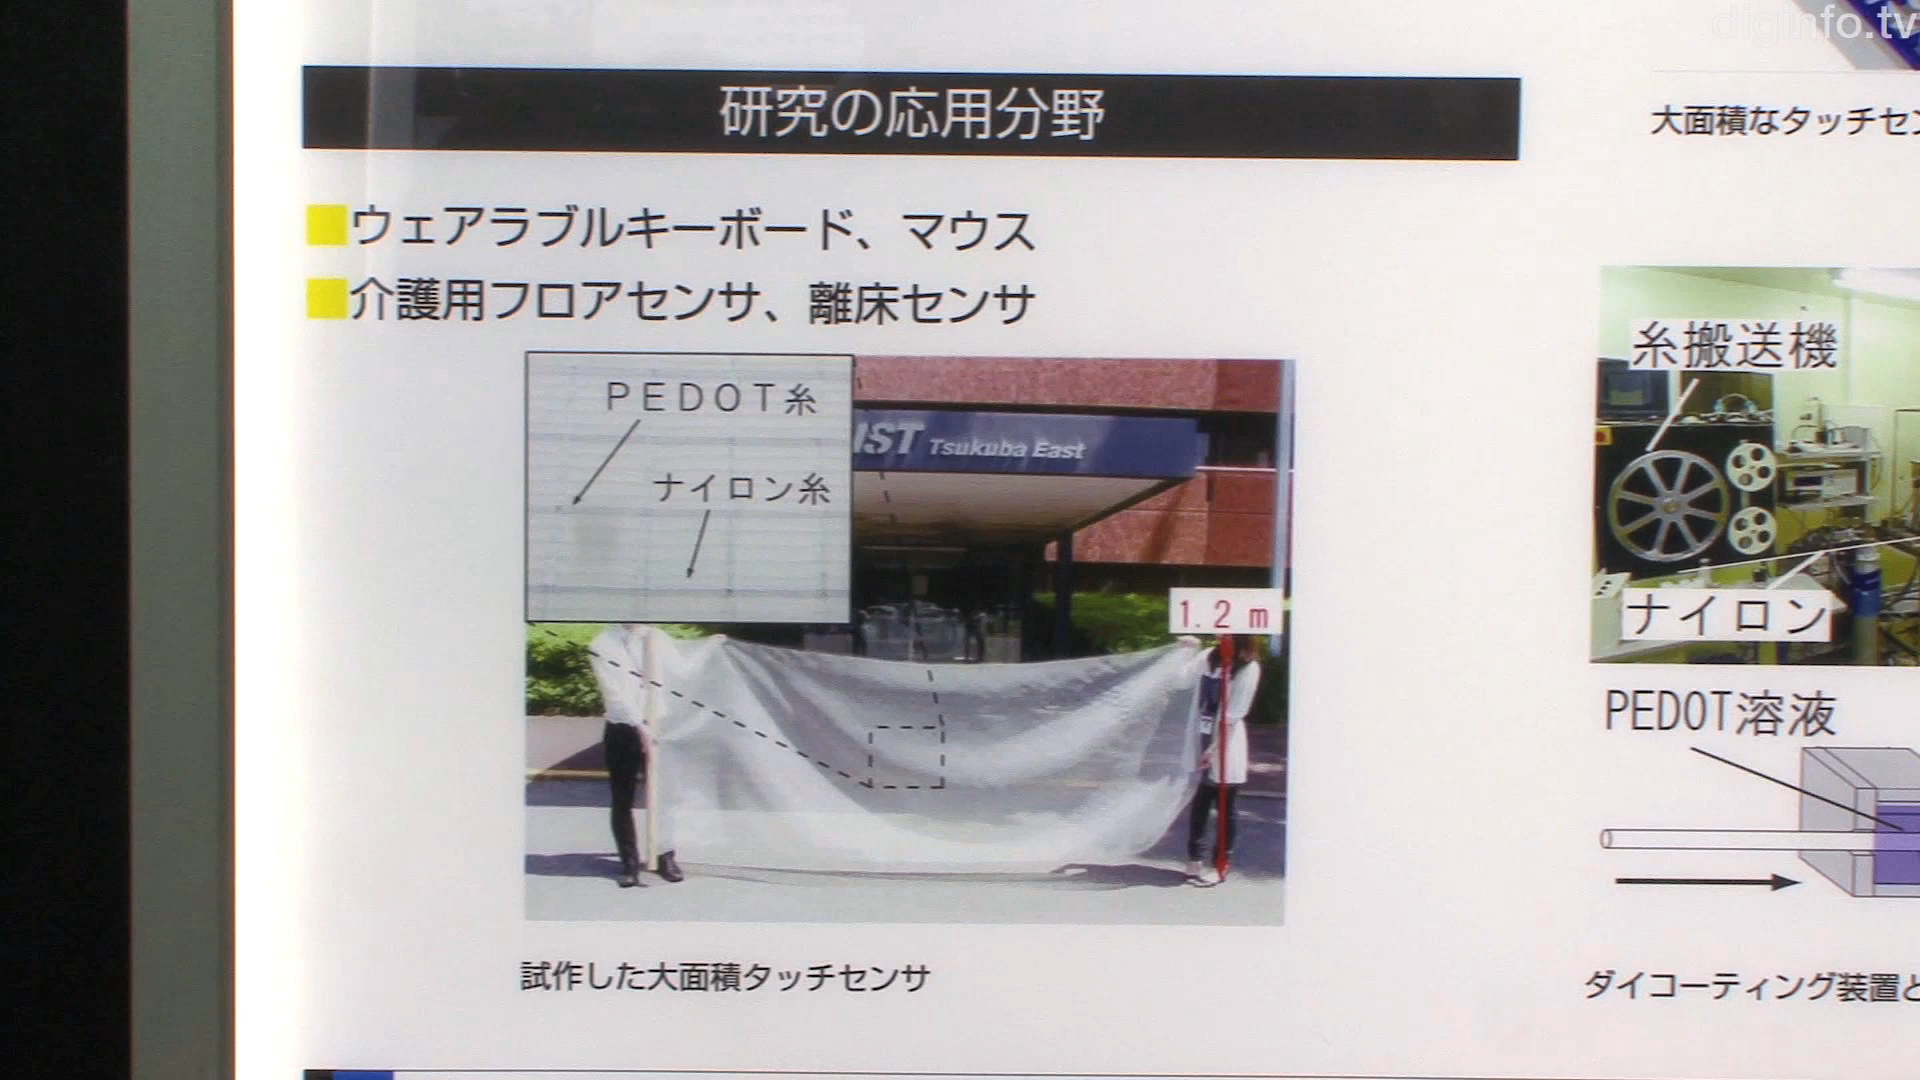 diginfo.tv
研究の応用分野
■ウェアラブルキーボード、マウス
■介護用フロアセンサ、離床センサ
PEDOT糸
ナイロン糸
IST Tsukuba East
1.2 m
試作した大面積タッチセンサ
大面積なタッチセン
糸搬送機
ナイロン
PEDOT溶液
ダイコーティング装置と